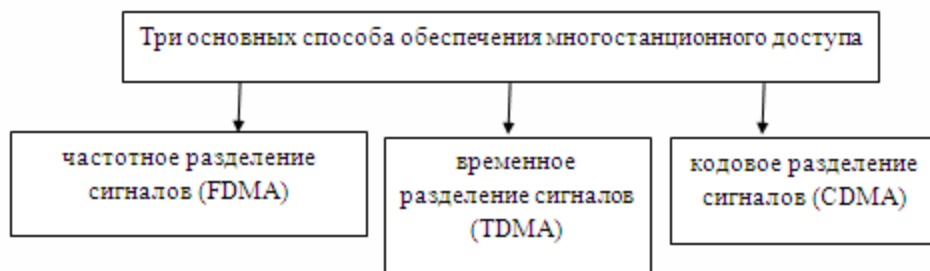 Три основных способа обеспечения многостанционного доступа
частотное разделение
сигналов (FDMA)
временное
разделение сигналов
(TDMA)
кодовое разделение
сигналов (CDMA)